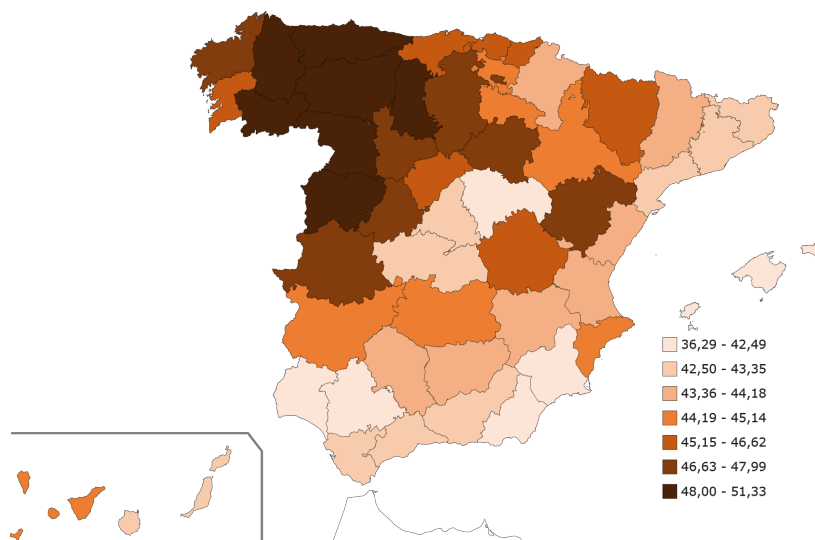 36,29 - 42,49
42,50 - 43,35
43,36 - 44,18
44,19 - 45,14
45,15 - 46,62
46,63 - 47,99
48,00 - 51,33